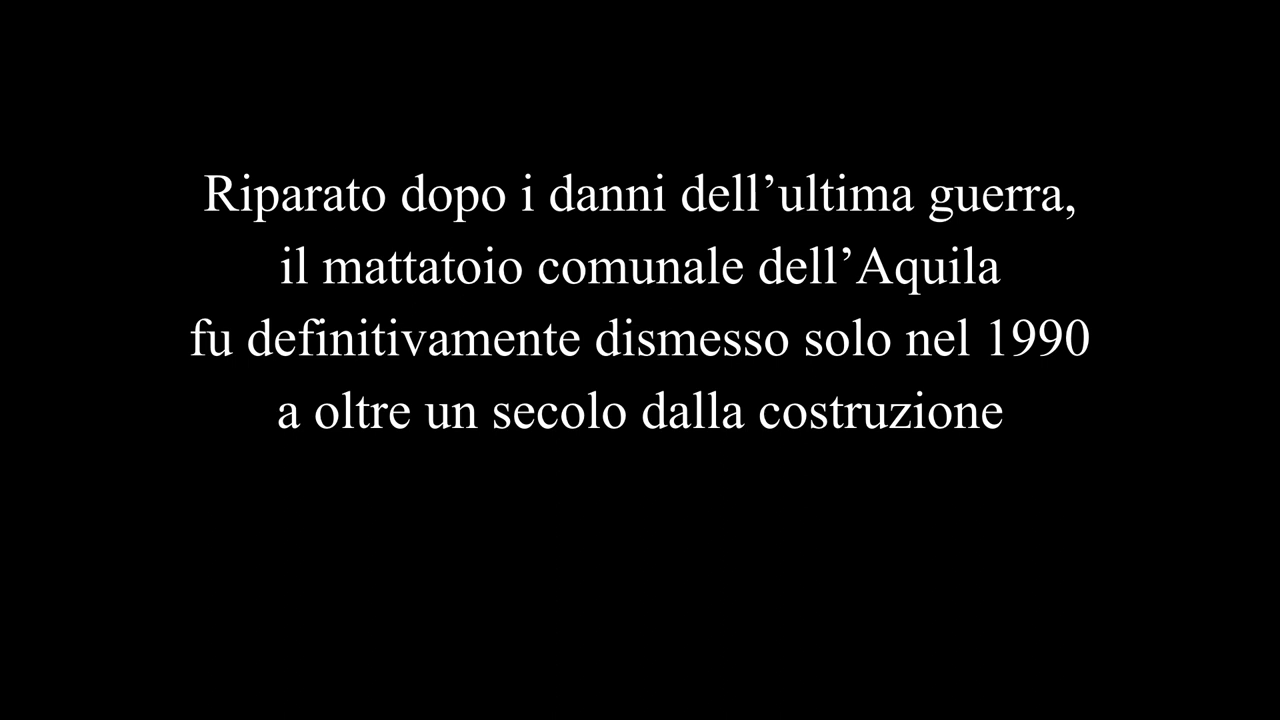 Riparato dopo i danni dell’ultima guerra,
il mattatoio comunale dell’Aquila
fu definitivamente dismesso solo nel 1990
a oltre un secolo dalla costruzione